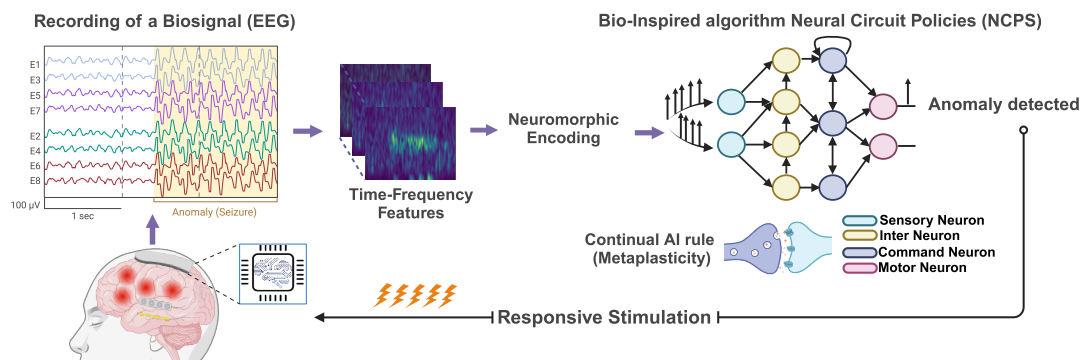 Recording of a Biosignal (EEG)
Bio-Inspired algorithm Neural Circuit Policies (NCPS)
E1
E3
E5
E7
E2
E4
E6
E8
100 µV
1 sec
Anomaly (Seizure)
Time-Frequency
Features
Neuromorphic
Encoding
Anomaly detected
Continual AI rule
(Metaplasticity)
Sensory Neuron
Inter Neuron
Command Neuron
Motor Neuron
Responsive Stimulation